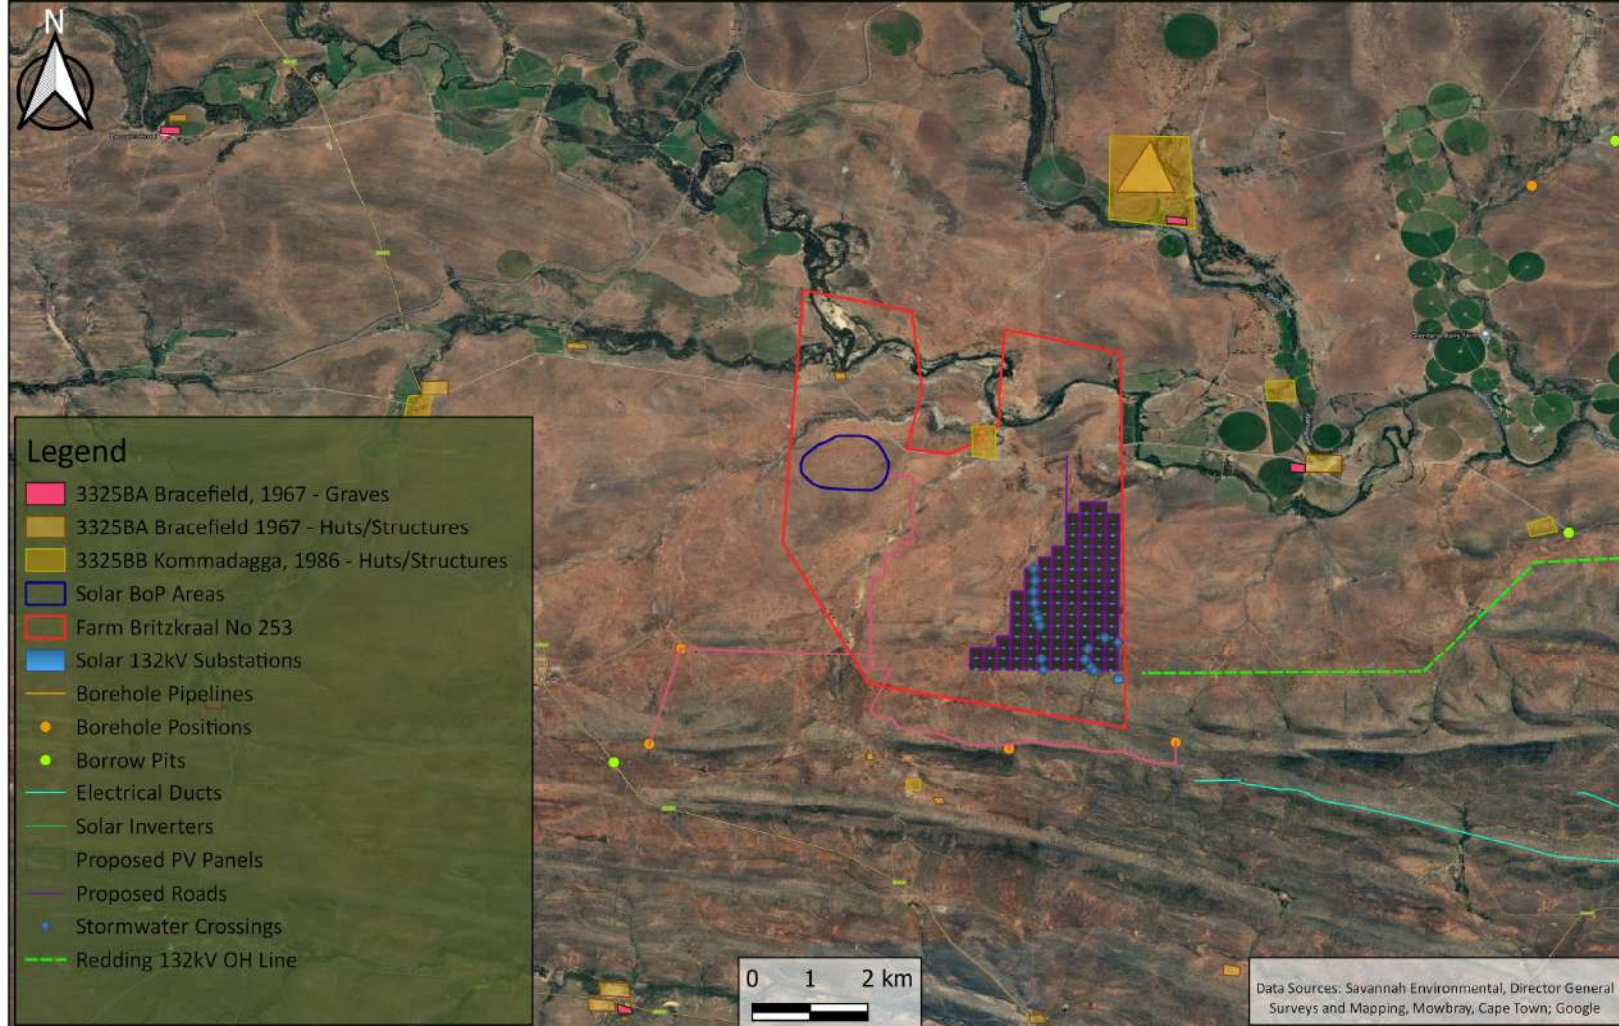 N
Legend
3325BA Bracefield, 1967 - Graves
3325BA Bracefield 1967 - Huts/Structures
3325BB Kommadagga, 1986 - Huts/Structures
Solar BoP Areas
Farm Britzkraal No 253
Solar 132kV Substations
Borehole Pipelines
Borehole Positions
Borrow Pits
Electrical Ducts
Solar Inverters
Proposed PV Panels
Proposed Roads
Stormwater Crossings
Redding 132kV OH Line
0 1 2 km
Data Sources: Savannah Environmental, Director General
Surveys and Mapping, Mowbray, Cape Town; Google